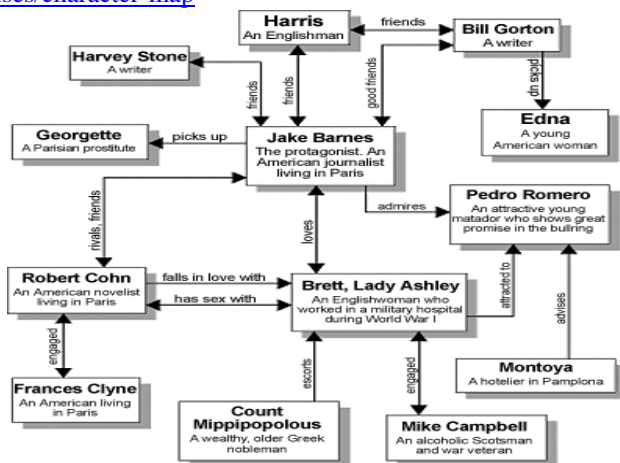 ses/character-map
Harris
An Englishman
friends
Bill Gorton
A writer
Harvey Stone
A writer
friends
friends
good friends
picks up
Edna
A young
American woman
Georgette
A Parisian prostitute
picks up
Jake Barnes
The protagonist. An
American journalist
living in Paris
admires
Pedro Romero
An attractive young
matador who shows great
promise in the bullring
rivals, friends
loves
Robert Cohn
An American novelist
living in Paris
falls in love with
has sex with
Brett, Lady Ashley
An Englishwoman who
worked in a military hospital
during World War I
attracted to
advises
engaged
Frances Clyne
An American living
in Paris
escorts
engaged
Montoya
A hotelier in Pamplona
Count
Mippipopolous
A wealthy, older Greek
nobleman
Mike Campbell
An alcoholic Scotsman
and war veteran